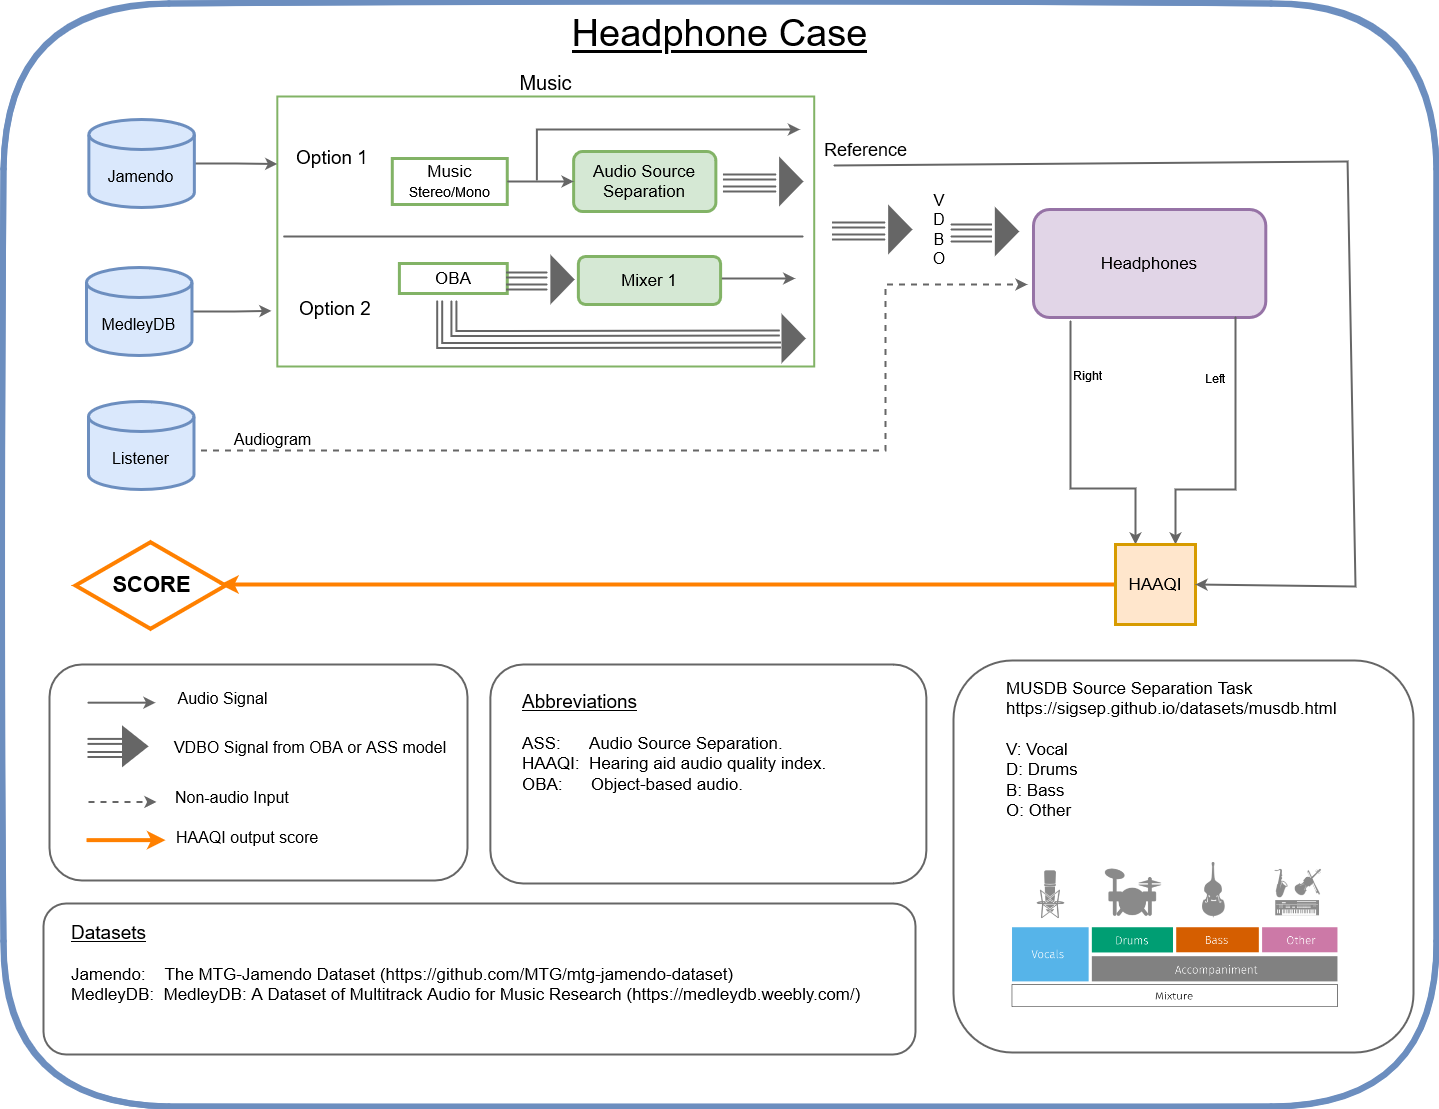 Headphone Case
Music
Jamendo
Option 1
Music
Stereo/Mono
Audio Source
Separation
Reference
V
D
B
O
Headphones
MedleyDB
Option 2
OBA
Mixer 1
Right
Left
Listener
Audiogram
SCORE
HAAQI
Audio Signal
VDBO Signal from OBA or ASS model
Non-audio Input
HAAQI output score
Abbreviations
ASS: Audio Source Separation.
HAAQI: Hearing aid audio quality index.
OBA: Object-based audio.
MUSDB Source Separation Task
https://sigsep.github.io/datasets/musdb.html
V: Vocal
D: Drums
B: Bass
O: Other
Vocals
Drums
Bass
Other
Accompaniment
Mixture
Datasets
Jamendo: The MTG-Jamendo Dataset (https://github.com/MTG/mtg-jamendo-dataset)
MedleyDB: MedleyDB: A Dataset of Multitrack Audio for Music Research (https://medleydb.weebly.com/)